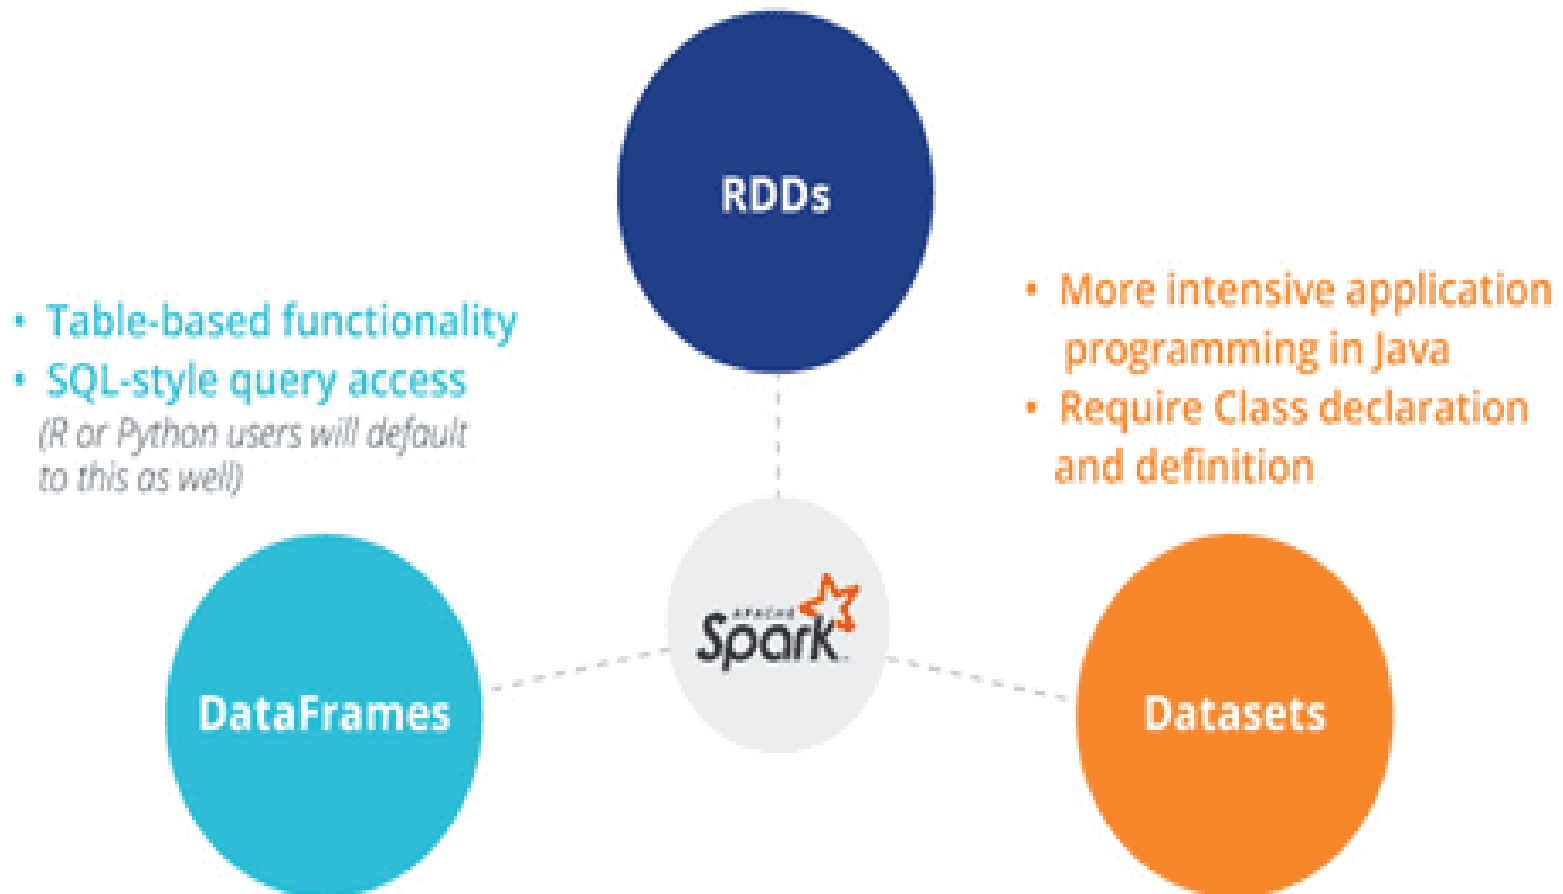 RDDs
• Table-based functionality
• SQL-style query access
(R or Python users will default
to this as well)
• More intensive application
programming in Java
• Require Class declaration
and definition
APACHE
Spark
DataFrames
Datasets